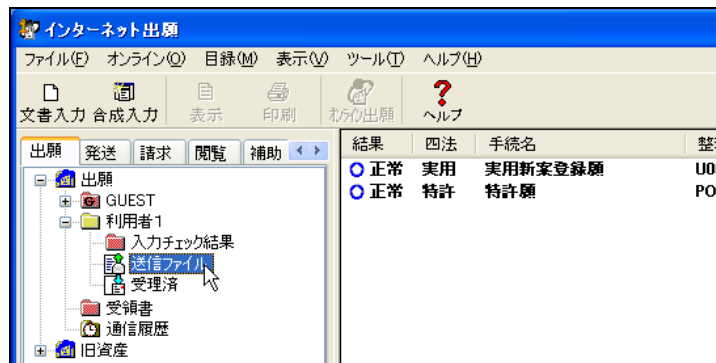 インターネット出願
ファイル(F) オンライン(O) 目録(M) 表示(V) ツール(T) ヘルプ(H)
文書入力 合成入力 表示 印刷 オンライン出願 ヘルプ
出願 発送 請求 閲覧 補助
結果 四法 手続名 整
正常 実用 実用新案登録願 U0
正常 特許 特許願 PO
出願
GUEST
利用者1
入力チェック結果
送信ファイル
受理済
受領書
通信履歴
旧資産